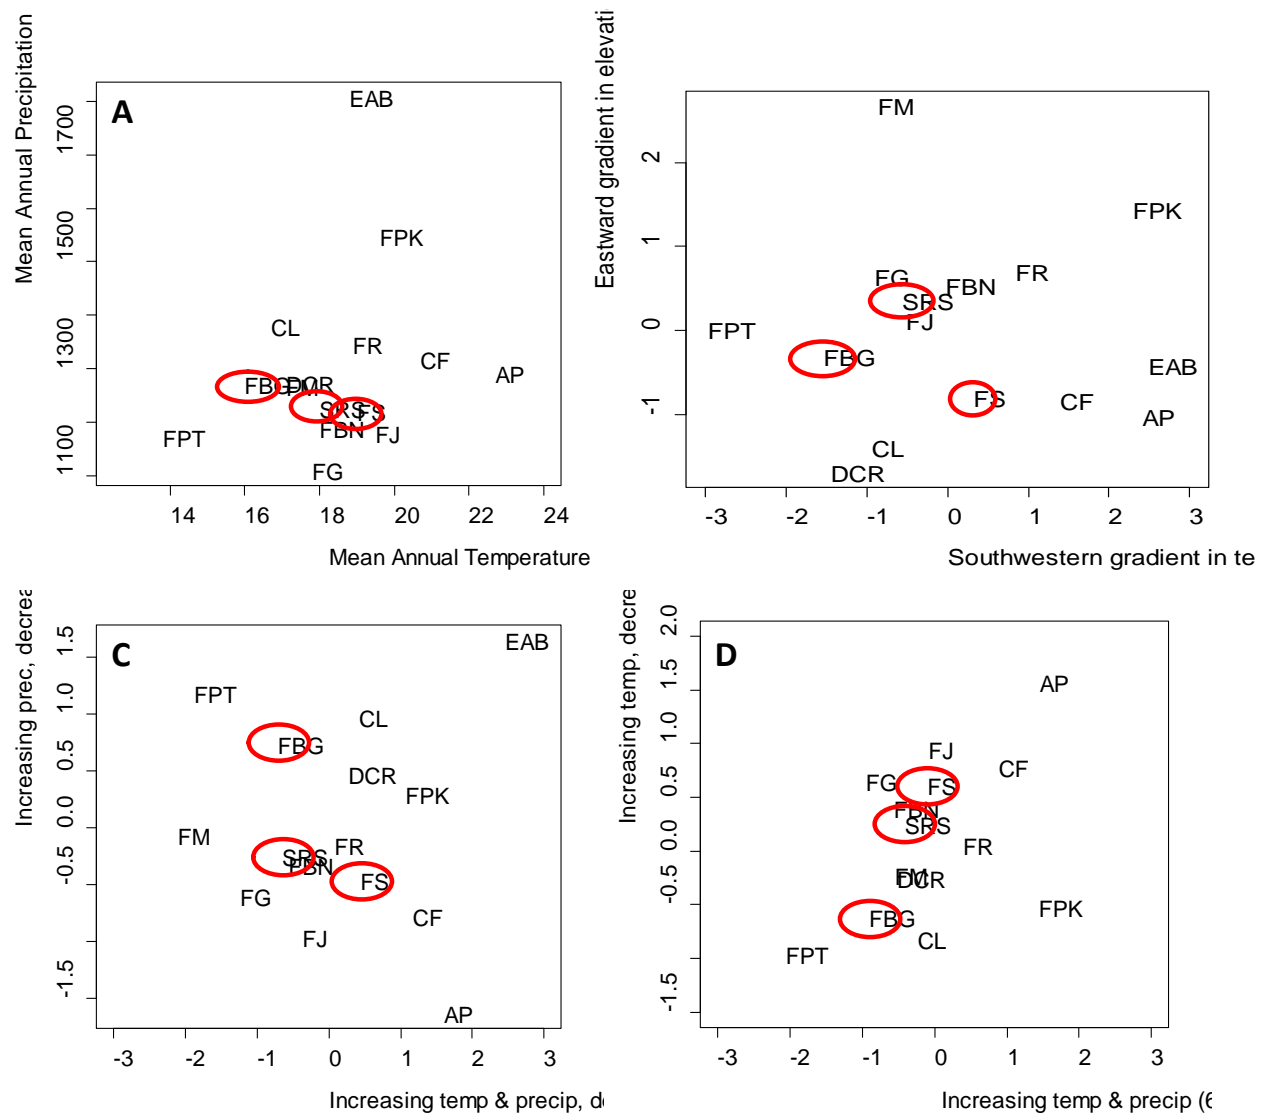 Mean Annual Precipitation
A
EAB
FPK
CL
FR
CF
AP
FBG
DCR
FM
SRS
FS
FBN
FJ
FPT
FG
1100 1300 1500 1700
14 16 18 20 22 24
Mean Annual Temperature
Eastward gradient in elevati
FM
FPK
FG
FR
FBN
SRS
FJ
FPT
FBG
EAB
FS
CF
AP
CL
DCR
-1 0 1 2
-3 -2 -1 0 1 2 3
Southwestern gradient in te
Increasing prec, decrea
C
EAB
FPT
CL
FBG
DCR
FPK
FM
FR
SRS
FBN
FS
FG
CF
FJ
AP
-1.5 -0.5 0.0 0.5 1.0 1.5
-3 -2 -1 0 1 2 3
Increasing temp & precip, d
Increasing temp, decre
D
AP
FJ
CF
FG
FS
FBN
SRS
FR
FM
DCR
FPK
FBG
CL
FPT
-1.5 -0.5 0.0 0.5 1.0 1.5 2.0
-3 -2 -1 0 1 2 3
Increasing temp & precip (